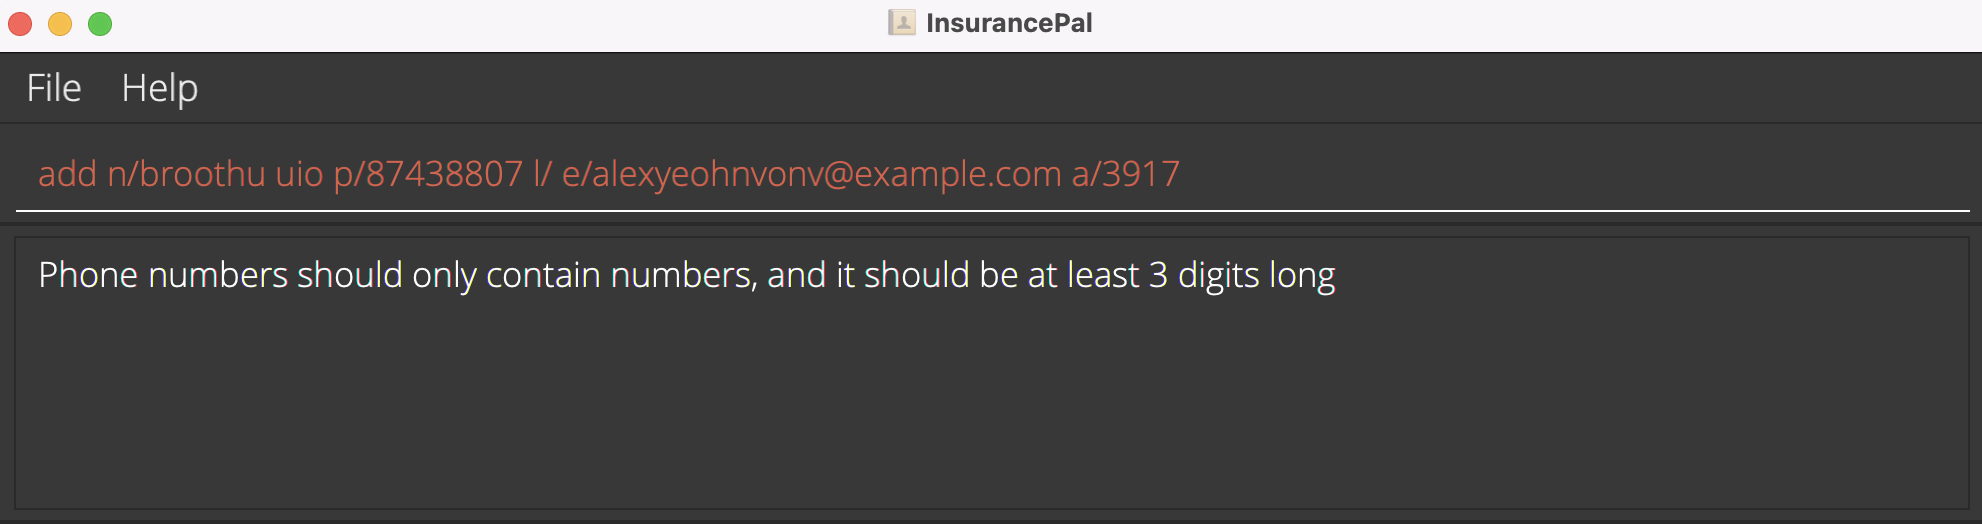 InsurancePal
File Help
add n/broothu uio p/87438807 l/ e/alexyeohnvonv@example.com a/3917
Phone numbers should only contain numbers, and it should be at least 3 digits long